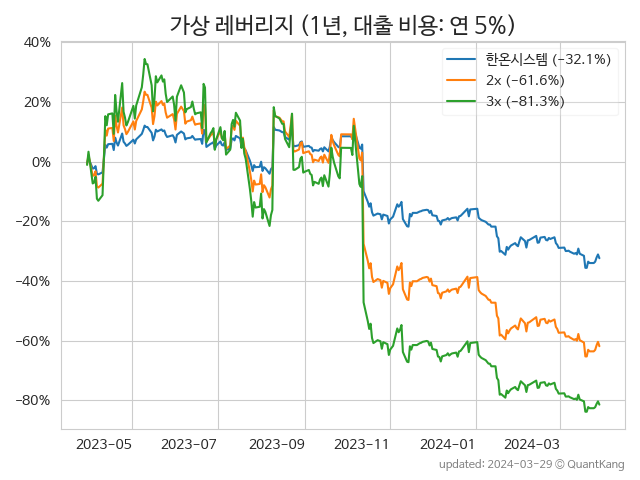 가상 레버리지 (1년, 대출 비용: 연 5%)
한온시스템 (−32.1%)
2x (−61.6%)
3x (−81.3%)
40%
20%
0%
−20%
−40%
−60%
−80%
2023-05 2023-07 2023-09 2023-11 2024-01 2024-03
updated: 2024-03-29 © QuantKang